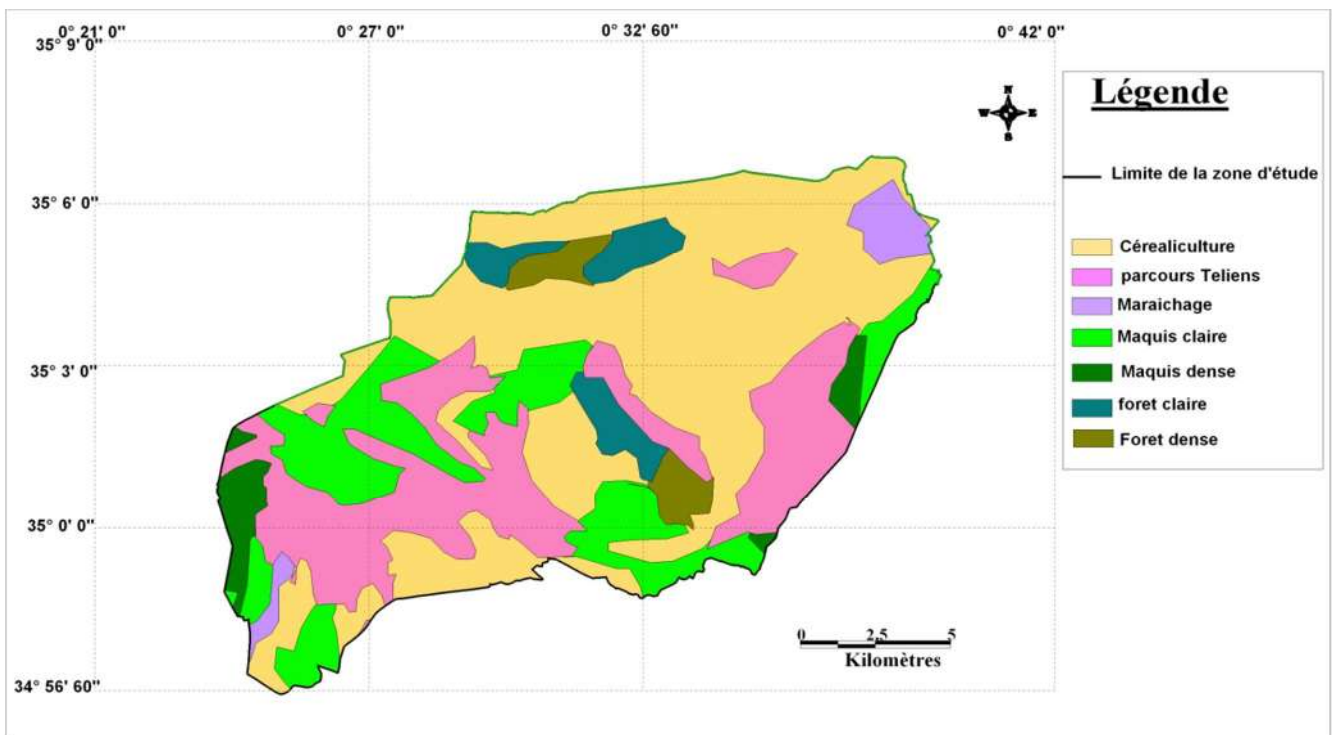 0° 21' 0"
0° 27' 0"
0° 32' 60"
0° 42' 0"
35° 9' 0"
35° 6' 0"
35° 3' 0"
35° 0' 0"
34° 56' 60"
N
W E
S
Légende
Limite de la zone d'étude
Cérealiculture
parcours Teliens
Maraichage
Maquis claire
Maquis dense
foret claire
Foret dense
0 2,5 5
Kilomètres